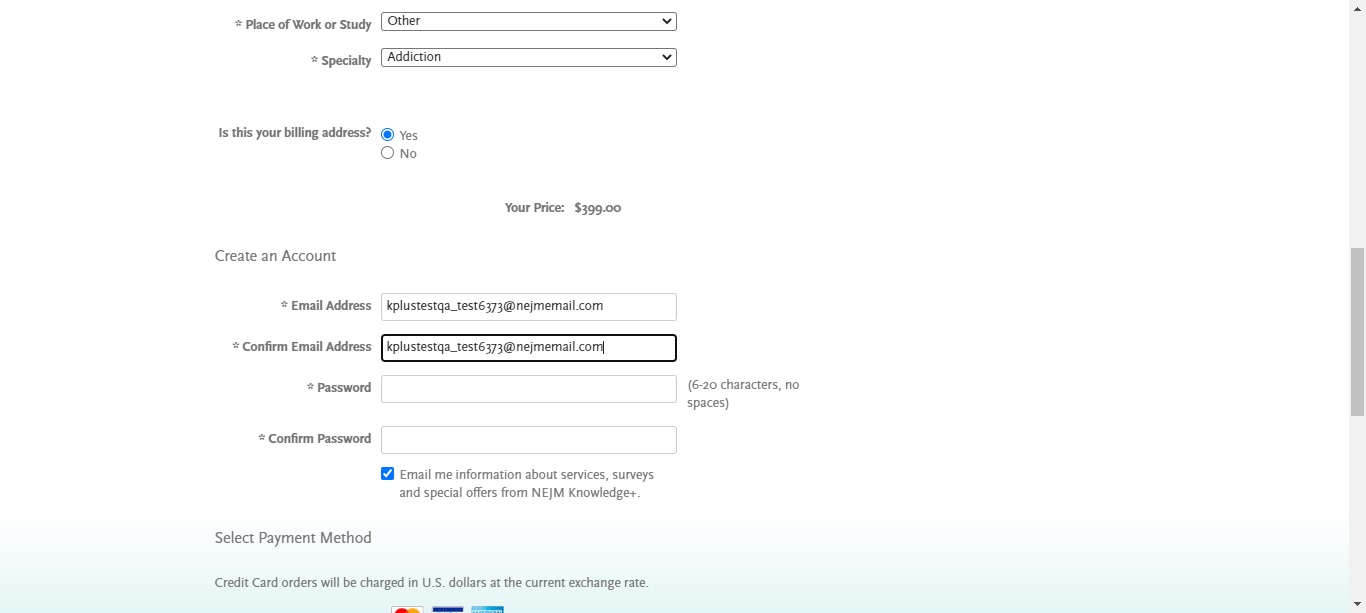 * Place of Work or Study Other
* Specialty Addiction
Is this your billing address? Yes
No
Your Price: $399.00
Create an Account
* Email Address kplustestqa_test6373@nejmemail.com
* Confirm Email Address kplustestqa_test6373@nejmemail.com
* Password (6-20 characters, no
spaces)
* Confirm Password
Email me information about services, surveys
and special offers from NEJM Knowledge+.
Select Payment Method
Credit Card orders will be charged in U.S. dollars at the current exchange rate.